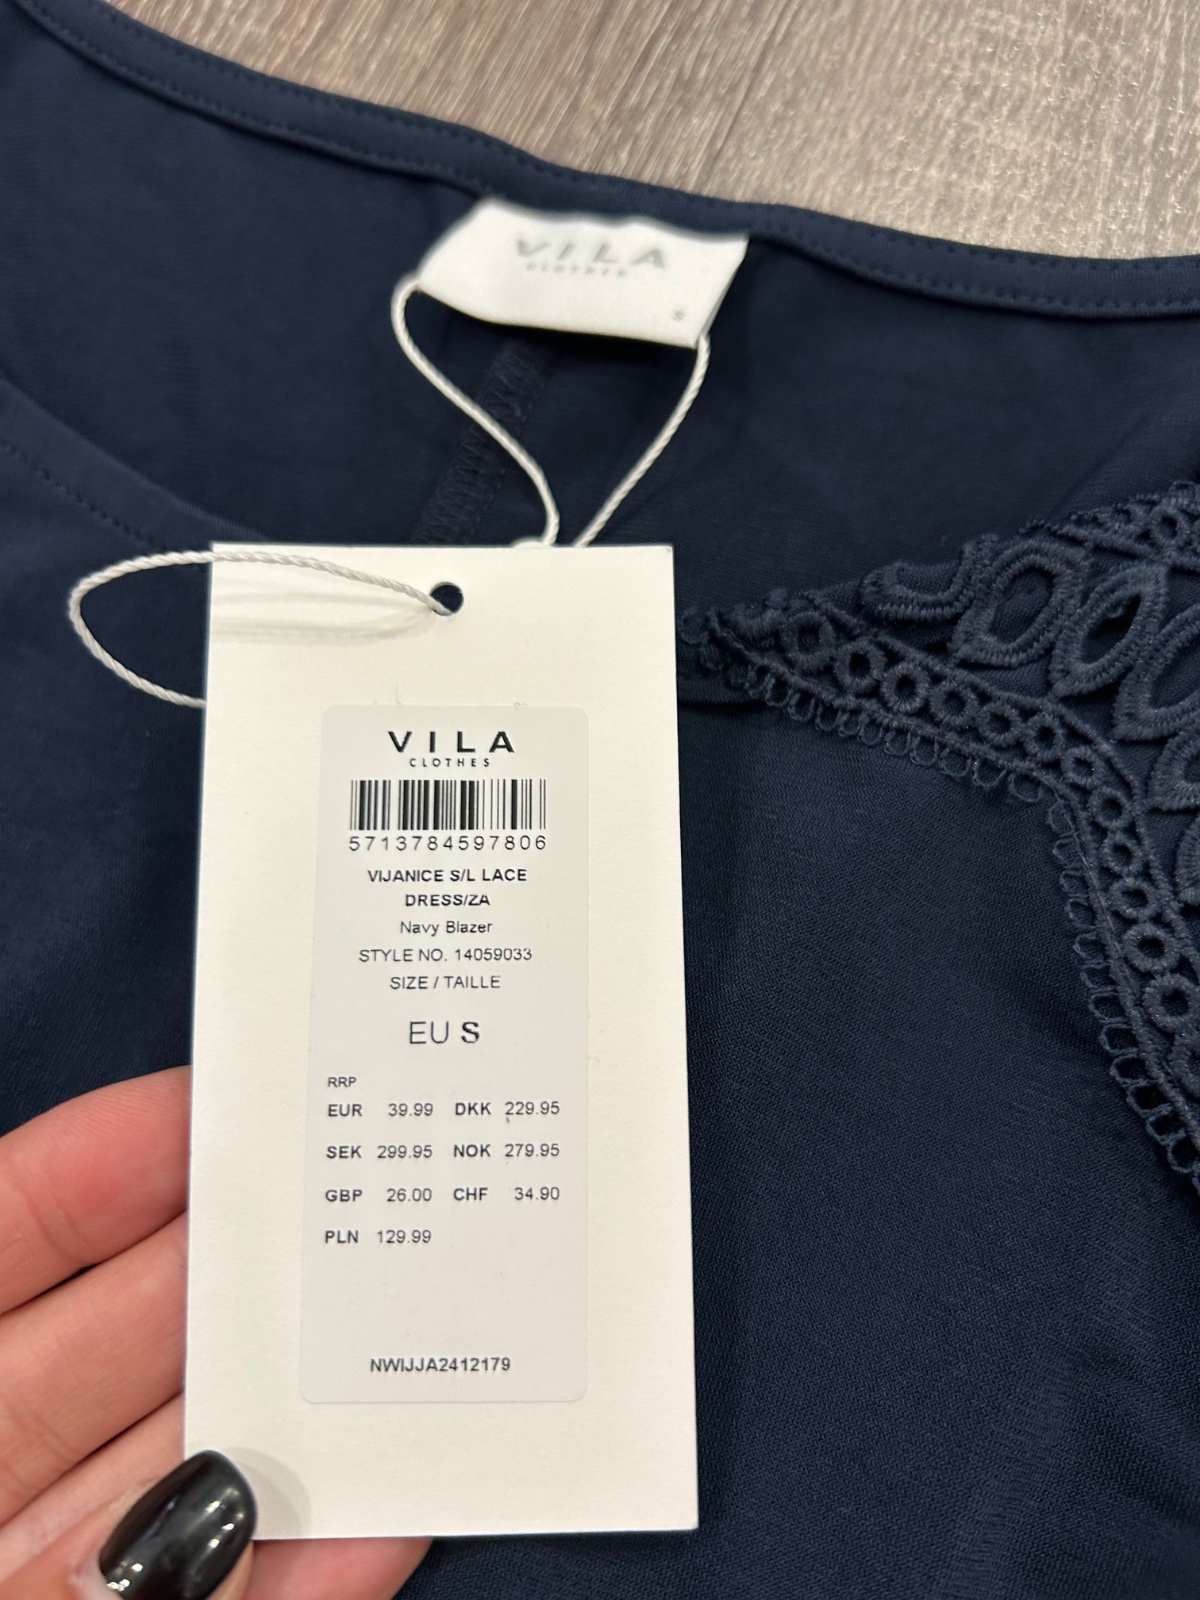 VILA
CLOTHES
S
VILA
CLOTHES
5713784597806
VIJANICE S/L LACE
DRESS/ZA
Navy Blazer
STYLE NO. 14059033
SIZE / TAILLE
EU S
RRP
EUR 39.99 DKK 229.95
SEK 299.95 NOK 279.95
GBP 26.00 CHF 34.90
PLN 129.99
NWIJJA2412179